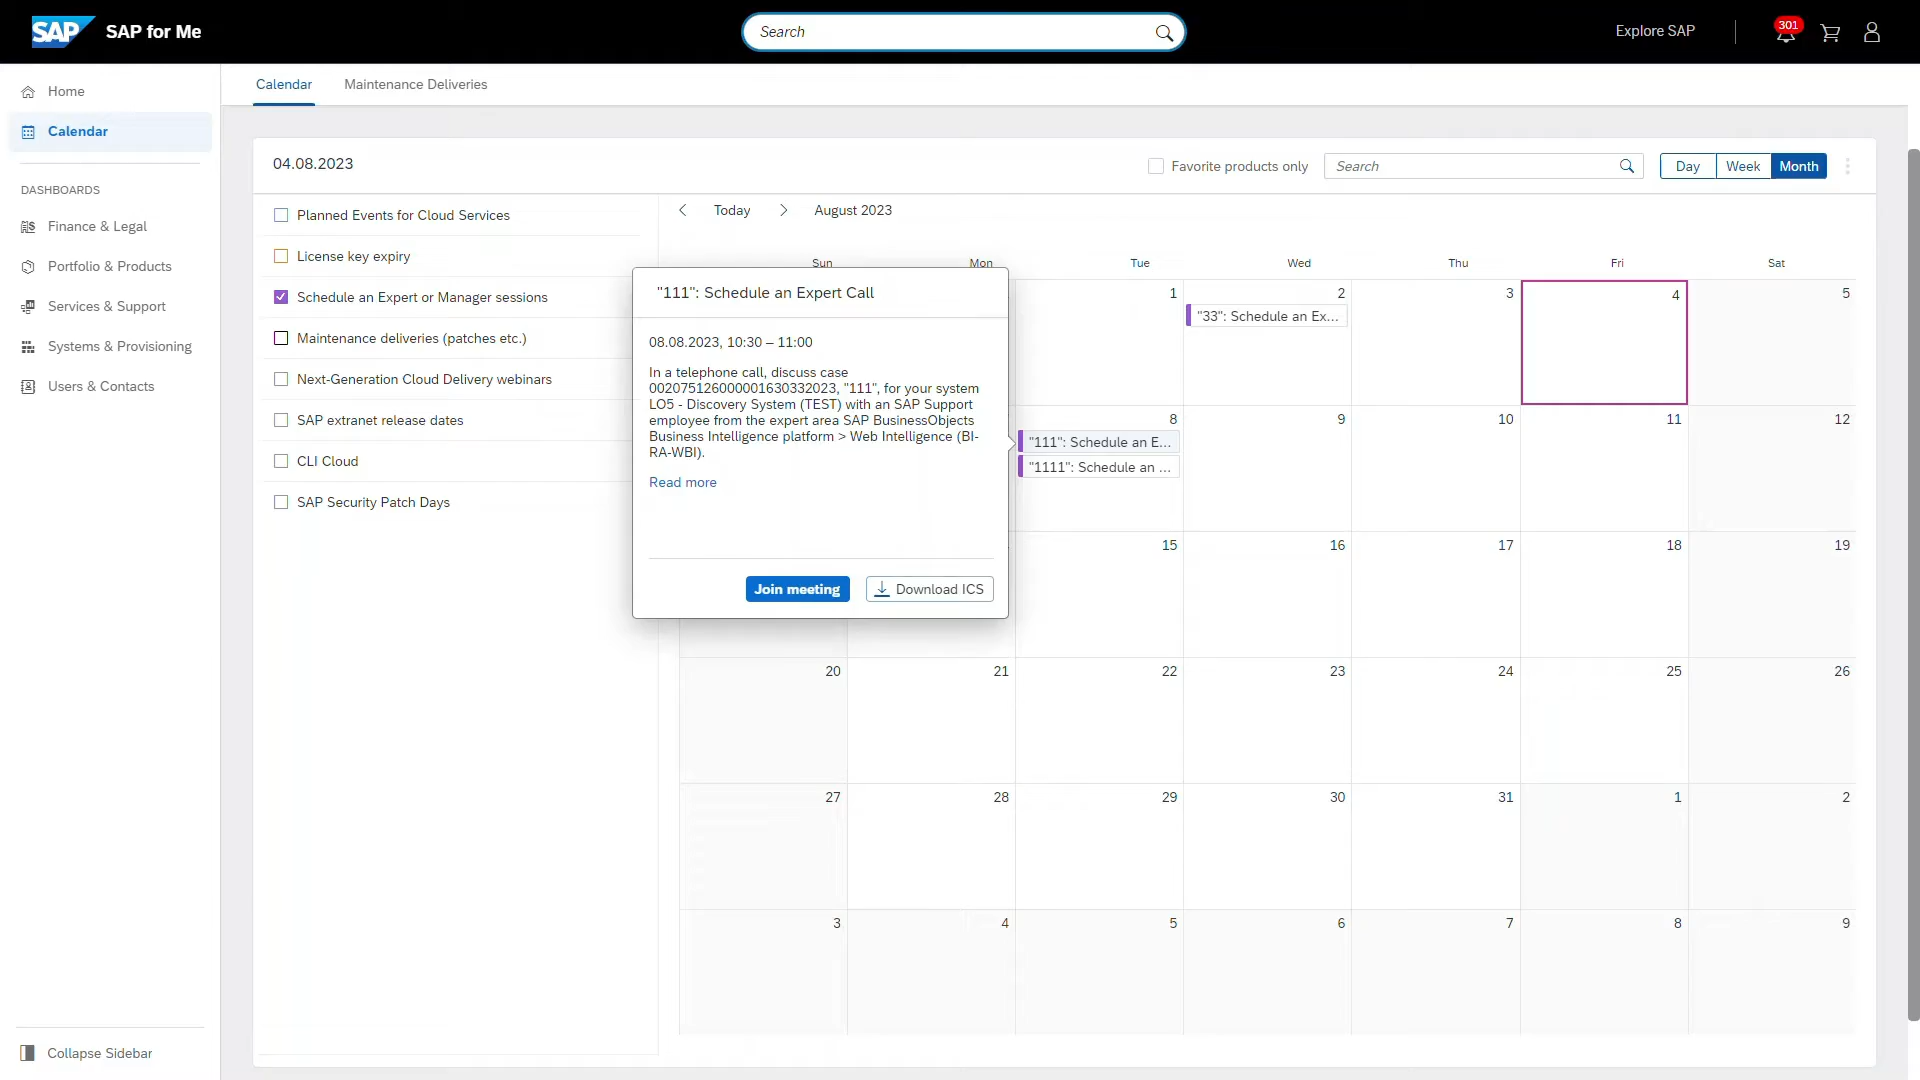 SAP SAP for Me
Search
Explore SAP
301
Home
Calendar
DASHBOARDS
Finance & Legal
Portfolio & Products
Services & Support
Systems & Provisioning
Users & Contacts
Collapse Sidebar
Calendar Maintenance Deliveries
04.08.2023
Favorite products only
Search
Day Week Month
Planned Events for Cloud Services
License key expiry
Schedule an Expert or Manager sessions
Maintenance deliveries (patches etc.)
Next-Generation Cloud Delivery webinars
SAP extranet release dates
CLI Cloud
SAP Security Patch Days
Today August 2023
Sun Mon Tue Wed Thu Fri Sat
1 2 3 4 5
"33": Schedule an Ex...
8 9 10 11 12
"111": Schedule an E...
"1111": Schedule an ...
15 16 17 18 19
20 21 22 23 24 25 26
27 28 29 30 31 1 2
3 4 5 6 7 8 9
"111": Schedule an Expert Call
08.08.2023, 10:30 – 11:00
In a telephone call, discuss case
002075126000001630332023, "111", for your system
LO5 - Discovery System (TEST) with an SAP Support
employee from the expert area SAP BusinessObjects
Business Intelligence platform > Web Intelligence (BI-
RA-WBI).
Read more
Join meeting
Download ICS